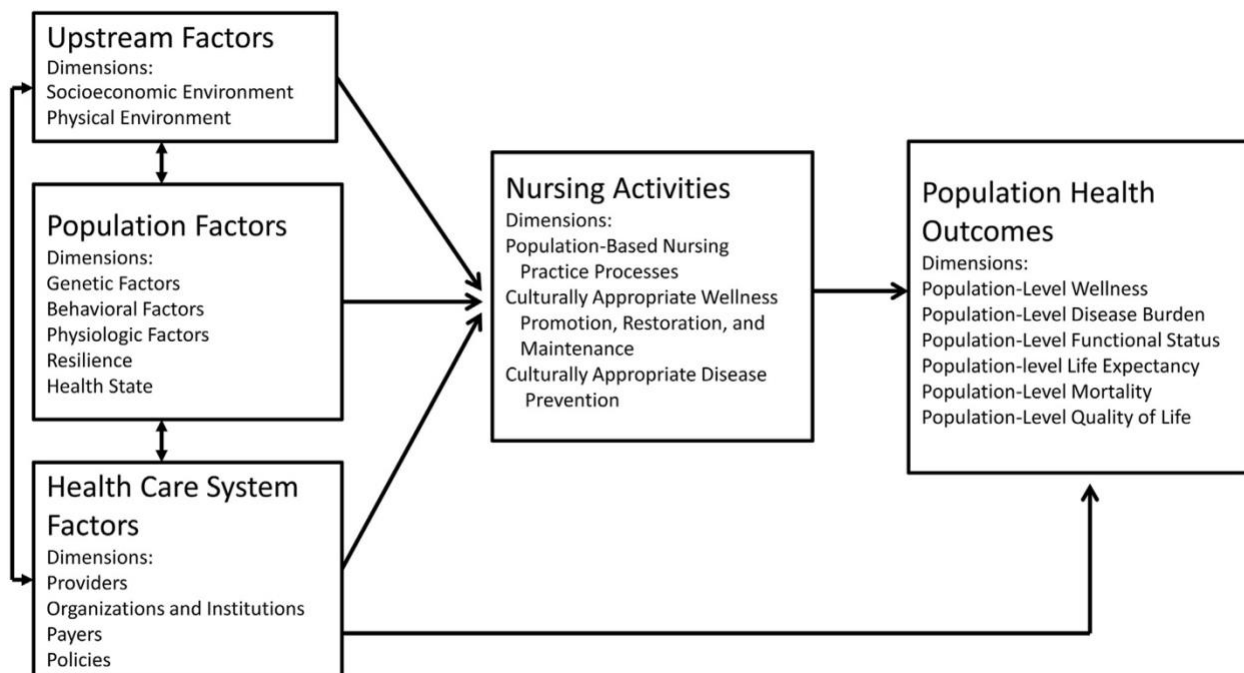 Upstream Factors
Dimensions:
Socioeconomic Environment
Physical Environment
Population Factors
Dimensions:
Genetic Factors
Behavioral Factors
Physiologic Factors
Resilience
Health State
Health Care System
Factors
Dimensions:
Providers
Organizations and Institutions
Payers
Policies
Nursing Activities
Dimensions:
Population-Based Nursing
Practice Processes
Culturally Appropriate Wellness
Promotion, Restoration, and
Maintenance
Culturally Appropriate Disease
Prevention
Population Health
Outcomes
Dimensions:
Population-Level Wellness
Population-Level Disease Burden
Population-Level Functional Status
Population-level Life Expectancy
Population-Level Mortality
Population-Level Quality of Life